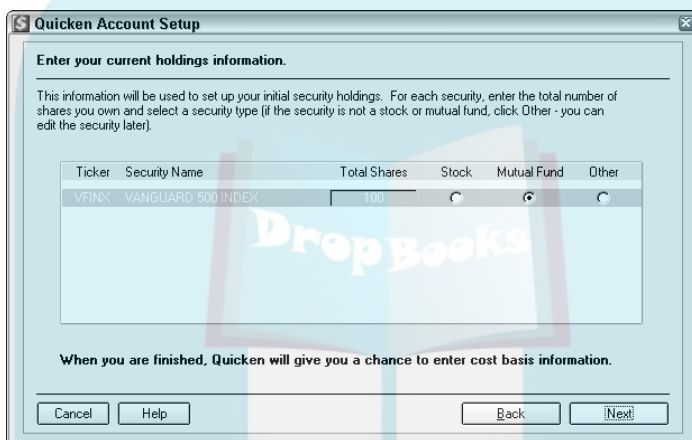 Quicken Account Setup
Enter your current holdings information.
This information will be used to set up your initial security holdings. For each security, enter the total number of
shares you own and select a security type (if the security is not a stock or mutual fund, click Other - you can
edit the security later).
Ticker Security Name Total Shares Stock Mutual Fund Other
VFINX VANGUARD 500 INDEX 100
DropBooks
When you are finished, Quicken will give you a chance to enter cost basis information.
Cancel Help Back Next